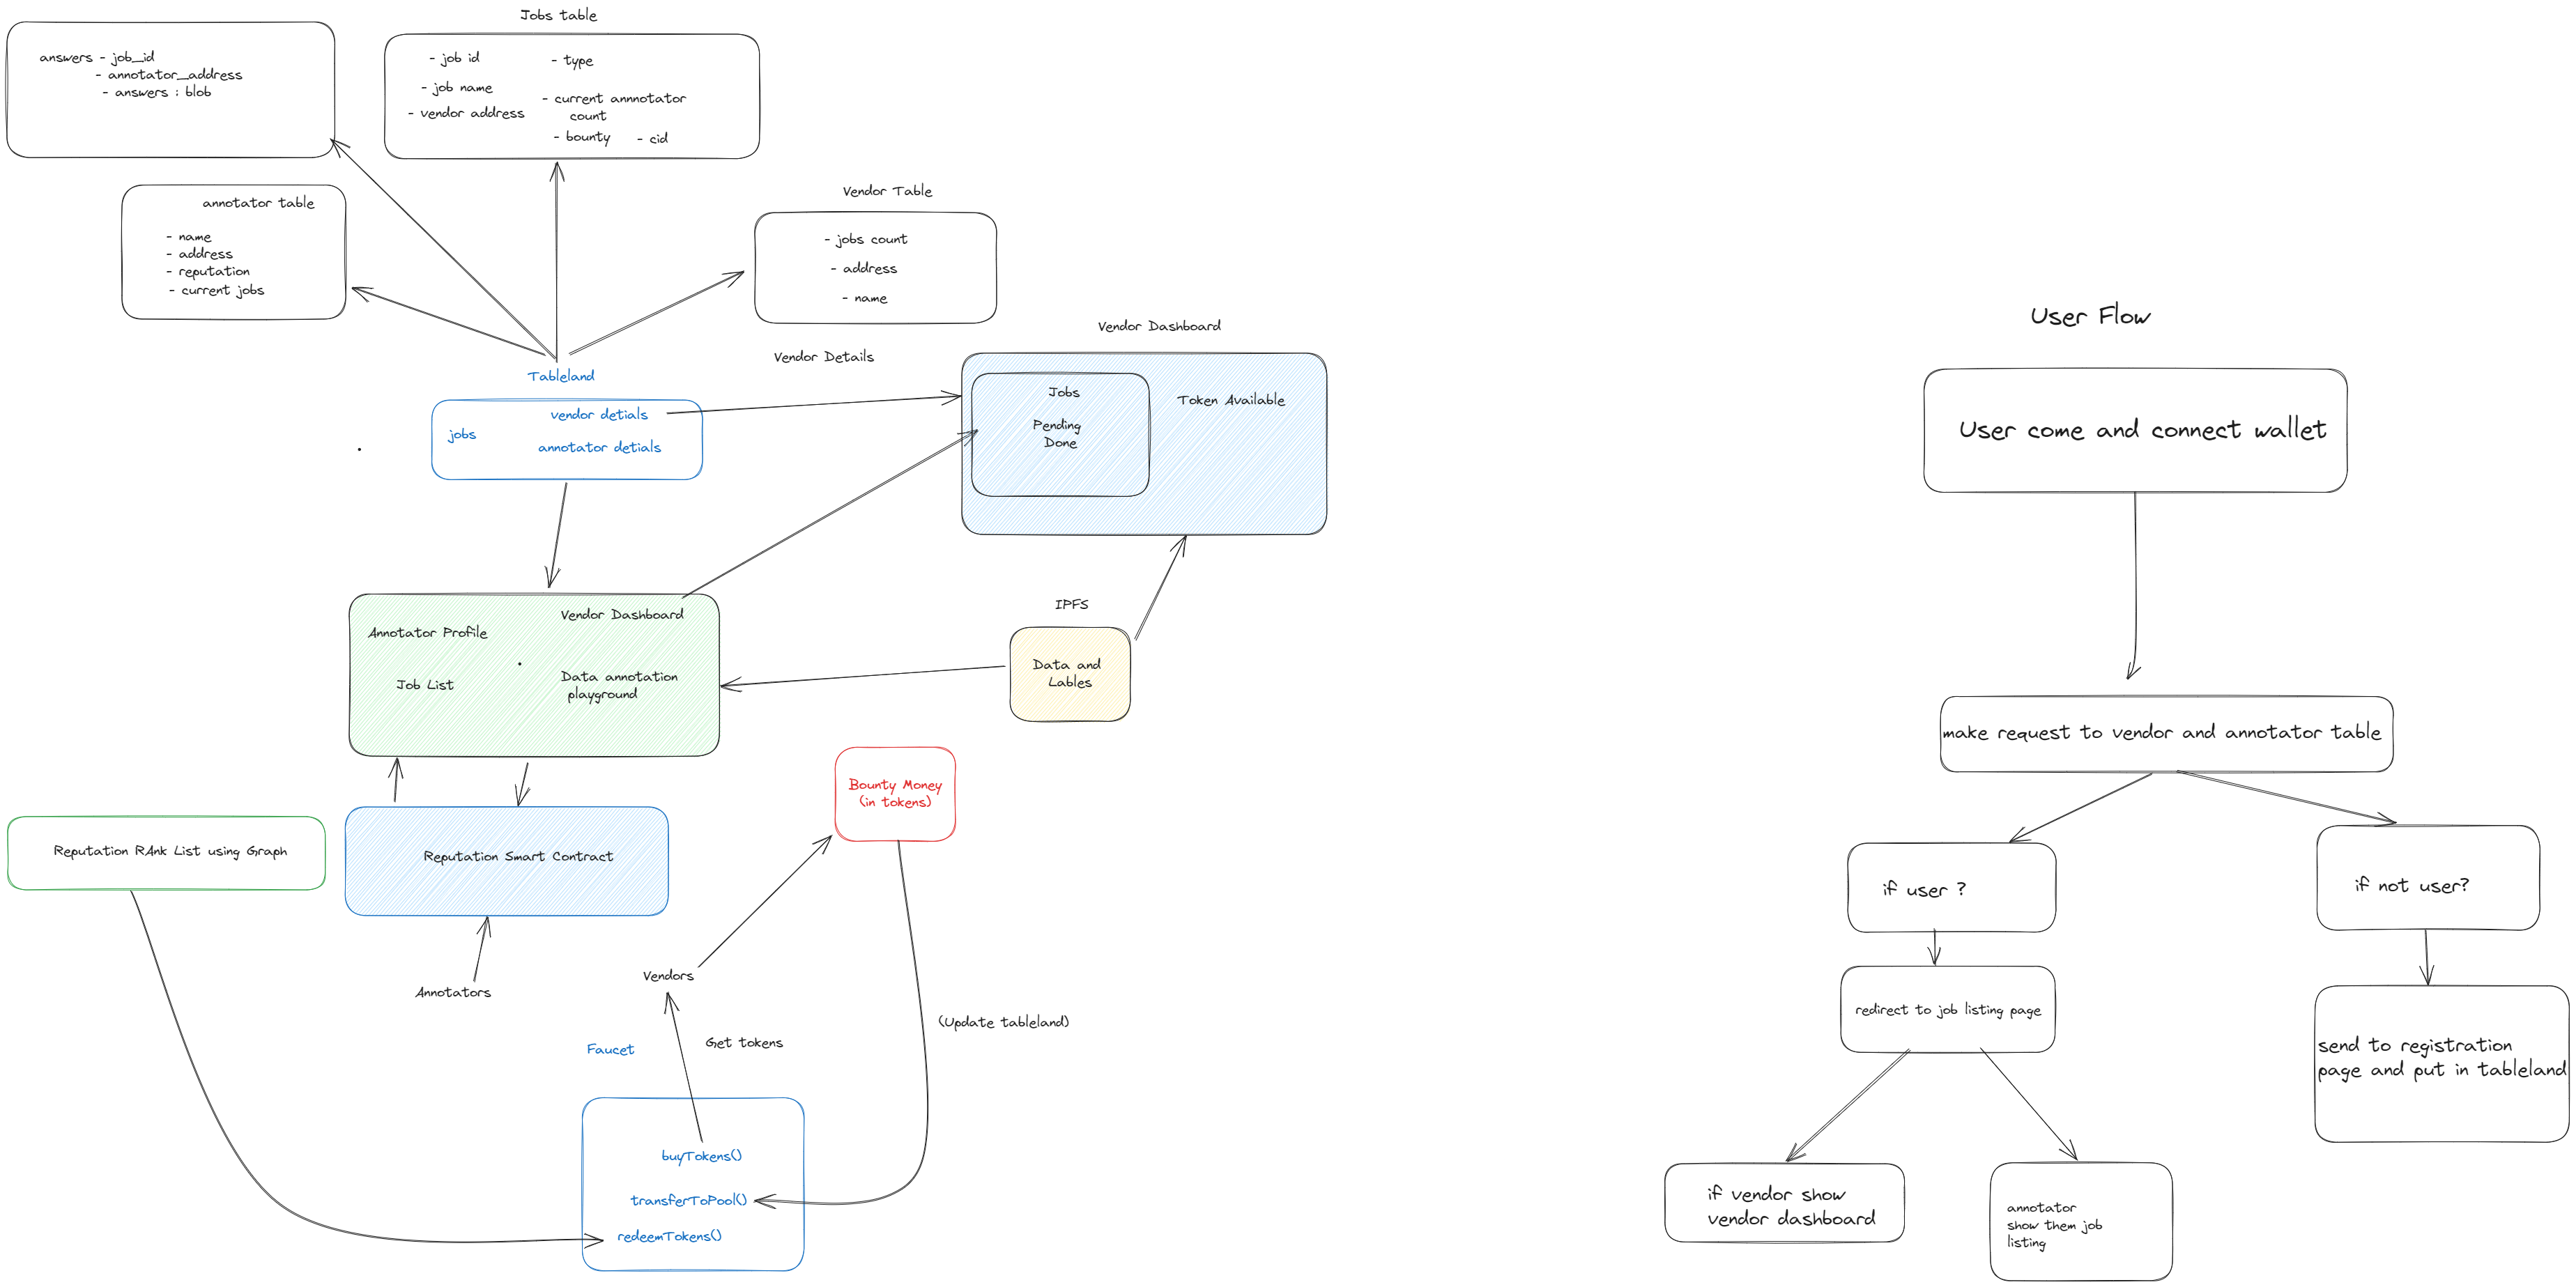 Jobs table
answers - job_id
- annotator_address
- answers : blob
- job id
- type
- job name
- current annnotator
count
- vendor address
- bounty
- cid
annotator table
- name
- address
- reputation
- current jobs
Vendor Table
- jobs count
- address
- name
Vendor Dashboard
Vendor Details
Tableland
vendor detials
jobs
annotator detials
Jobs
Pending
Done
Token Available
Vendor Dashboard
Annotator Profile
Job List
Data annotation
playground
IPFS
Data and
Lables
Bounty Money
(in tokens)
Reputation RAnk List using Graph
Reputation Smart Contract
Annotators
Vendors
(Update tableland)
Faucet
Get tokens
buyTokens()
transferToPool()
redeemTokens()
User Flow
User come and connect wallet
make request to vendor and annotator table
if user ?
if not user?
redirect to job listing page
send to registration
page and put in tableland
if vendor show
vendor dashboard
annotator
show them job
listing